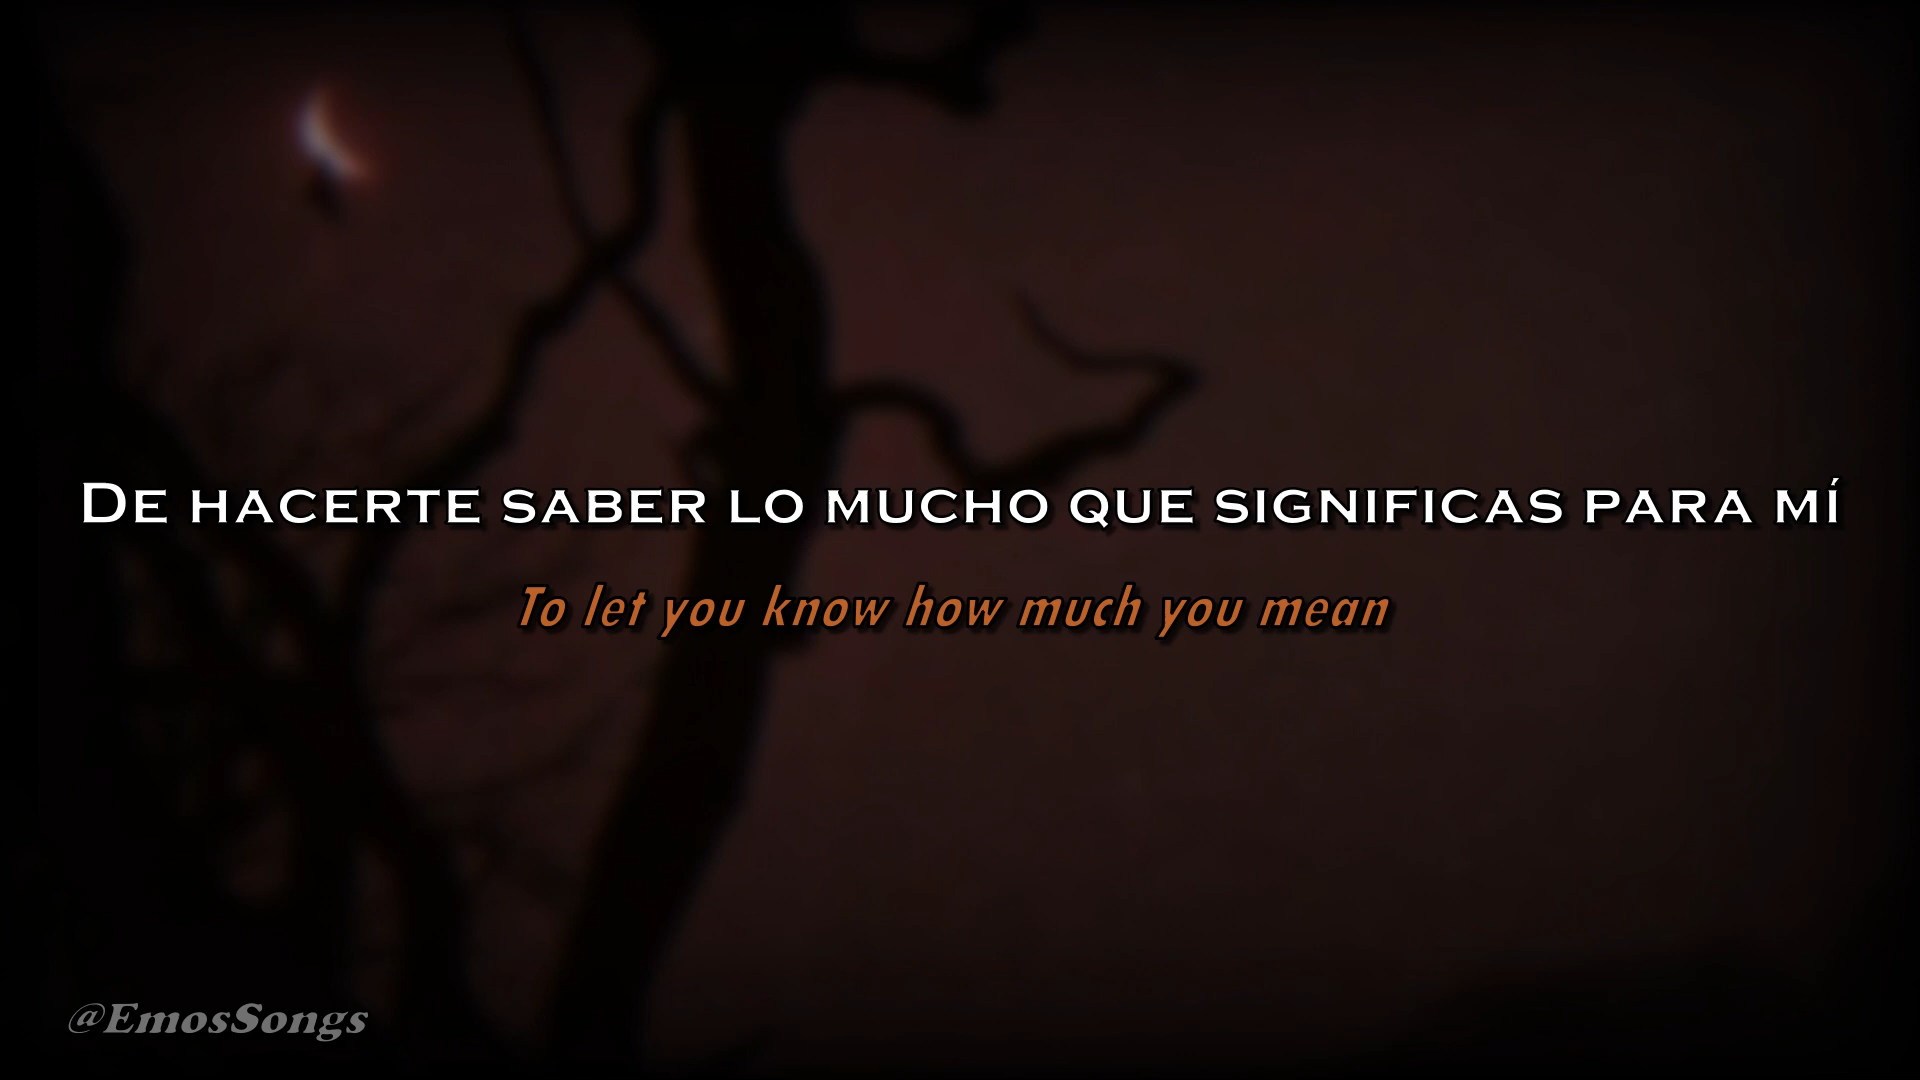 De hacerte saber lo mucho que significas para mí
To let you know how much you mean
@EmosSongs